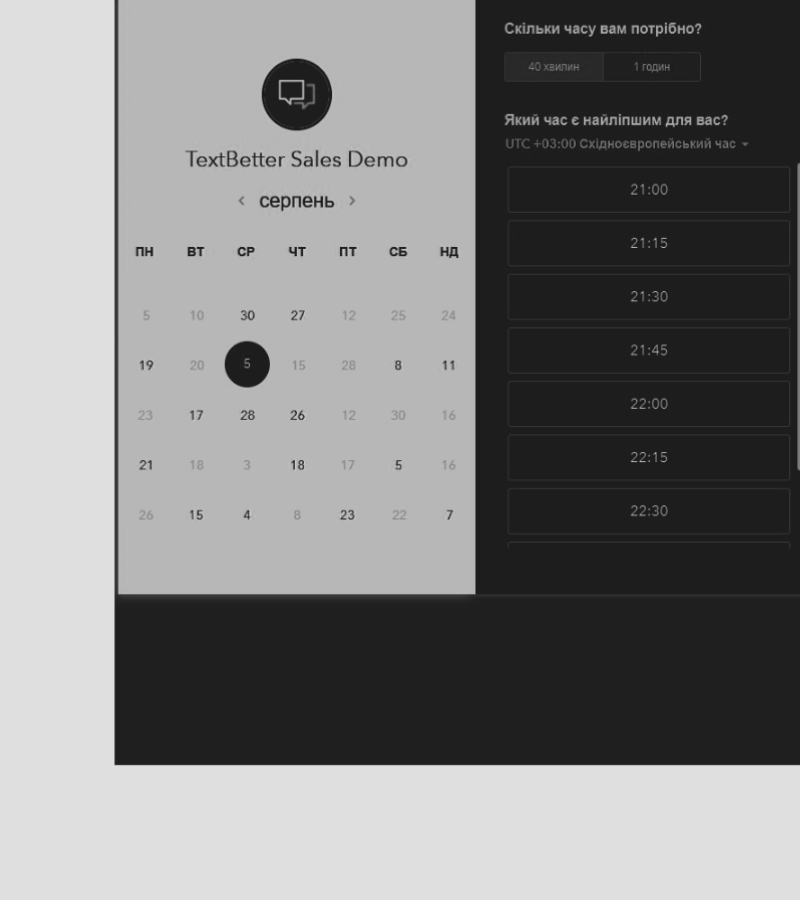 TextBetter Sales Demo
серпень
ПН ВТ СР ЧТ ПТ СБ НД
5 10 30 27 12 25 24
19 20 5 15 28 8 11
23 17 28 26 12 30 16
21 18 3 18 17 5 16
26 15 4 8 23 22 7
Скільки часу вам потрібно?
40 хвилин 1 годин
Який час є найліпшим для вас?
UTC +03:00 Східноєвропейський час
21:00
21:15
21:30
21:45
22:00
22:15
22:30